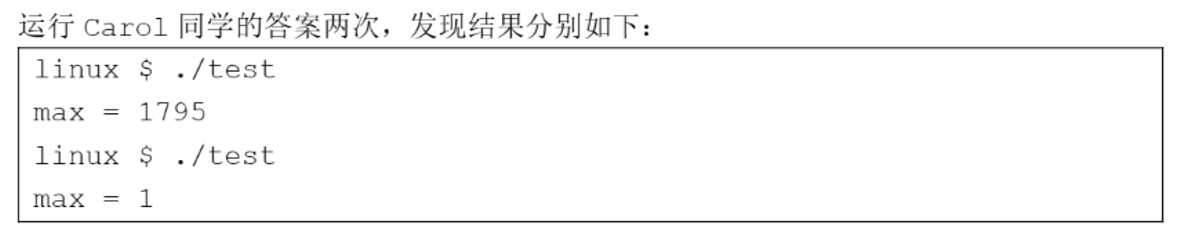 运行 Carol 同学的答案两次，发现结果分别如下：
linux $ ./test
max = 1795
linux $ ./test
max = 1